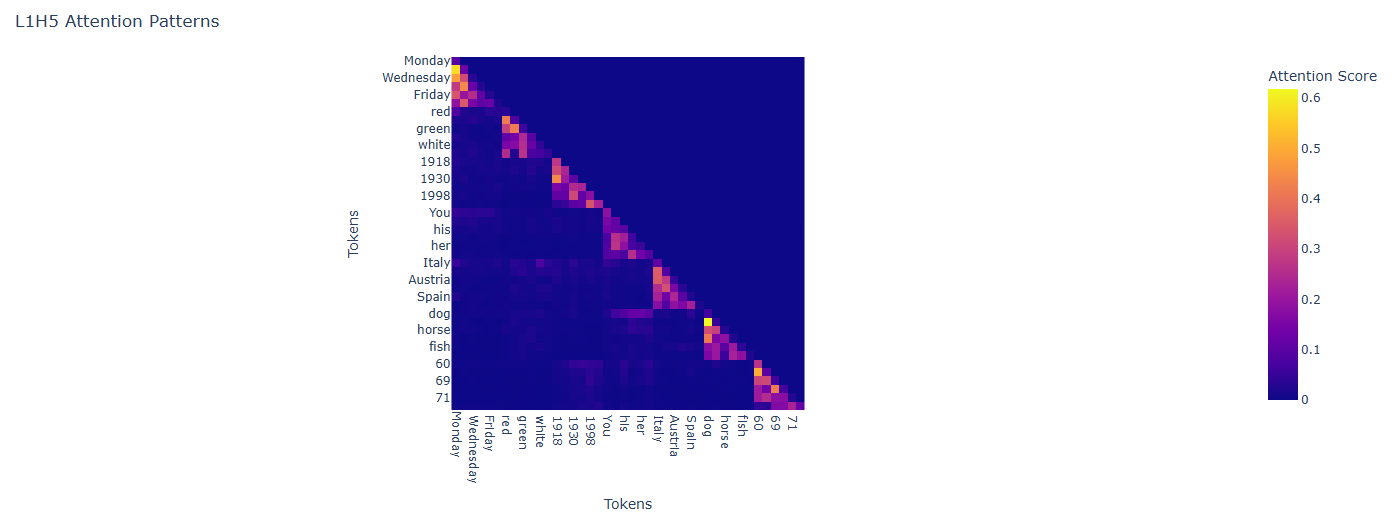 L1H5 Attention Patterns
Attention Score
0.6
0.5
0.4
0.3
0.2
0.1
0
Tokens
Monday
Wednesday
Friday
red
green
white
1918
1930
1998
You
his
her
Italy
Austria
Spain
dog
horse
fish
60
69
71
Monday
Wednesday
Friday
red
green
white
1918
1930
1998
You
his
her
Italy
Austria
Spain
dog
horse
fish
60
69
71
Tokens